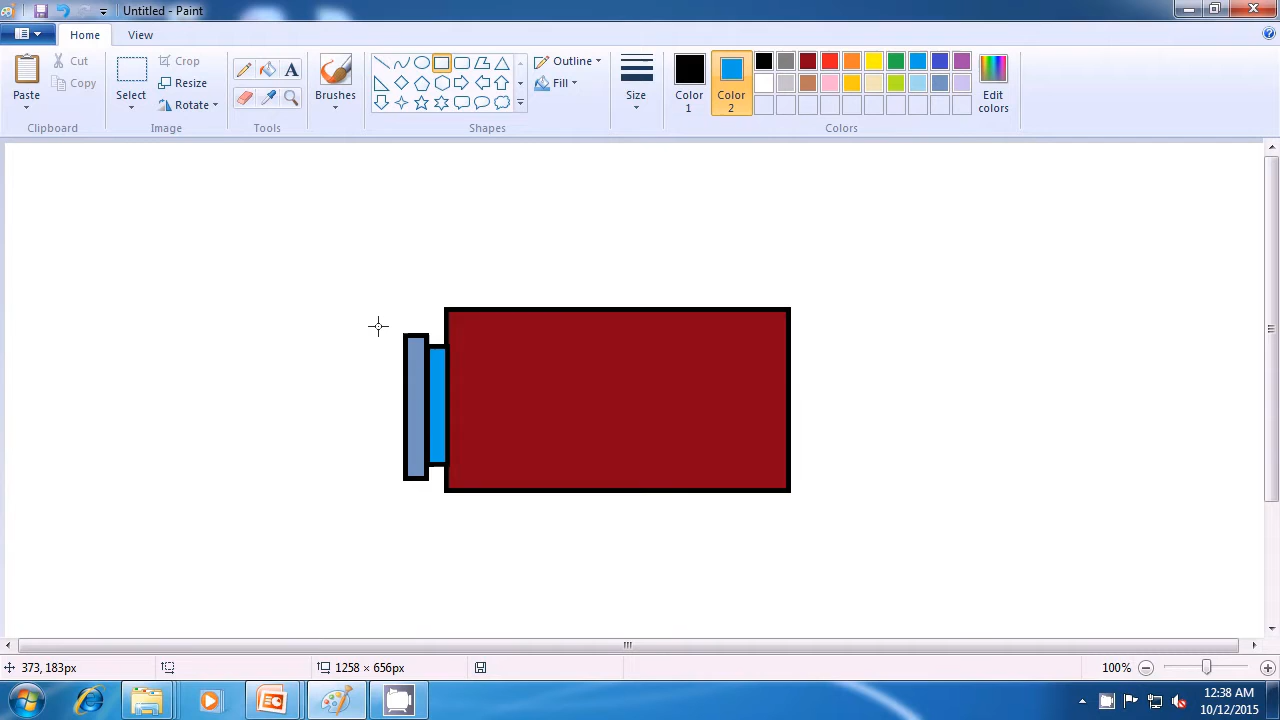 Untitled - Paint
Home
View
Paste
Cut
Copy
Clipboard
Select
Crop
Resize
Rotate
Image
A
Tools
Brushes
Outline
Fill
Shapes
Size
Color 1
Color 2
Edit colors
Colors
373, 183px
1258 × 656px
100%
12:38 AM
10/12/2015